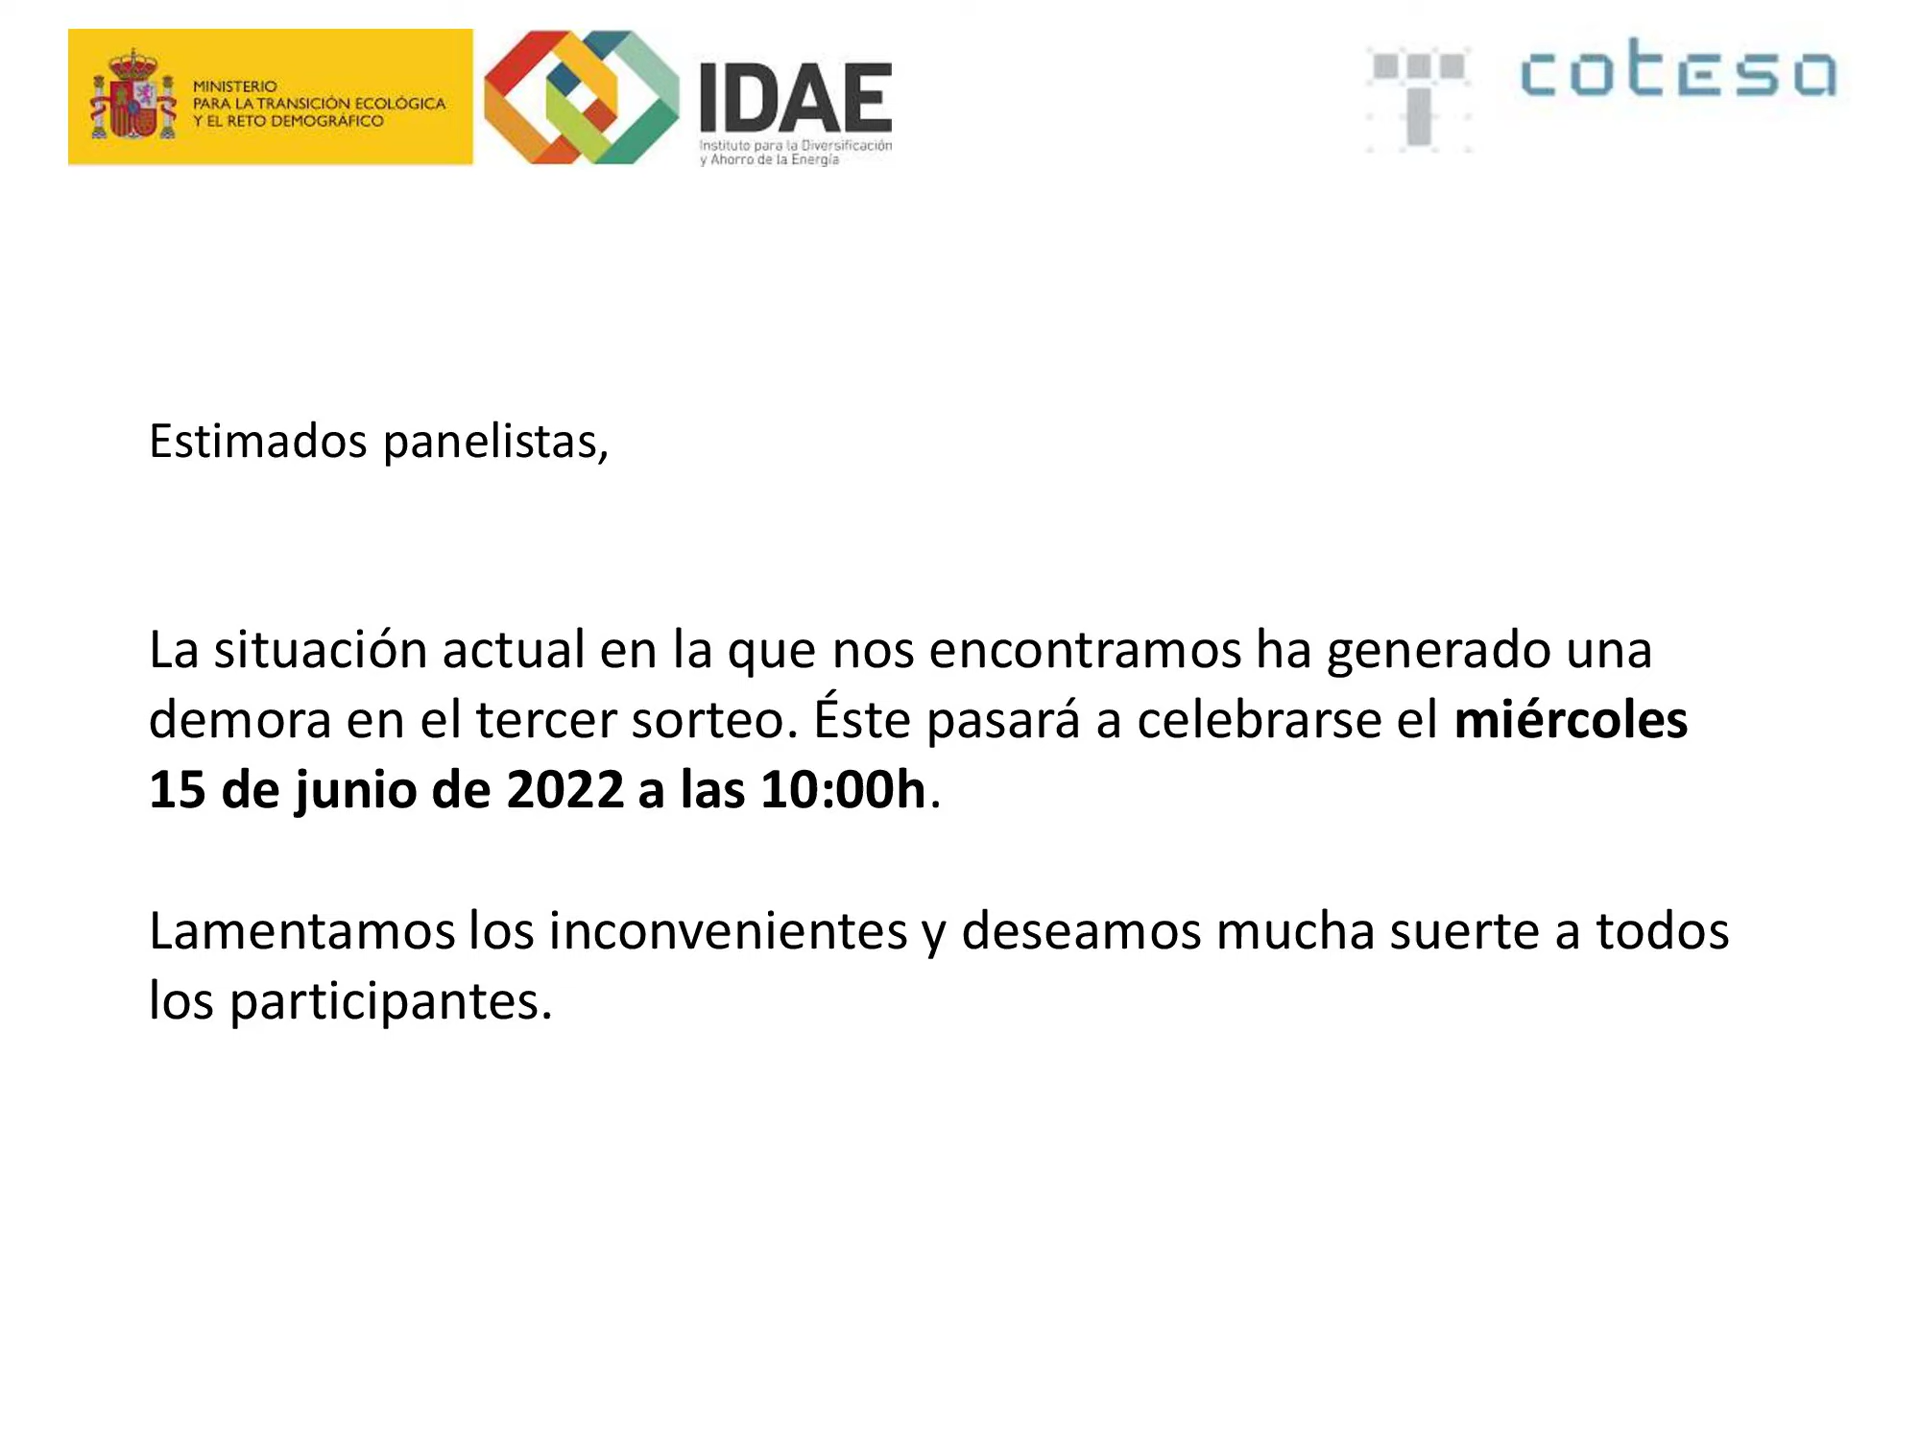 MINISTERIO
PARA LA TRANSICIÓN ECOLÓGICA
Y EL RETO DEMOGRÁFICO
IDAE
Instituto para la Diversificación
y Ahorro de la Energía
cotesa
Estimados panelistas,
La situación actual en la que nos encontramos ha generado una
demora en el tercer sorteo. Éste pasará a celebrarse el miércoles
15 de junio de 2022 a las 10:00h.
Lamentamos los inconvenientes y deseamos mucha suerte a todos
los participantes.